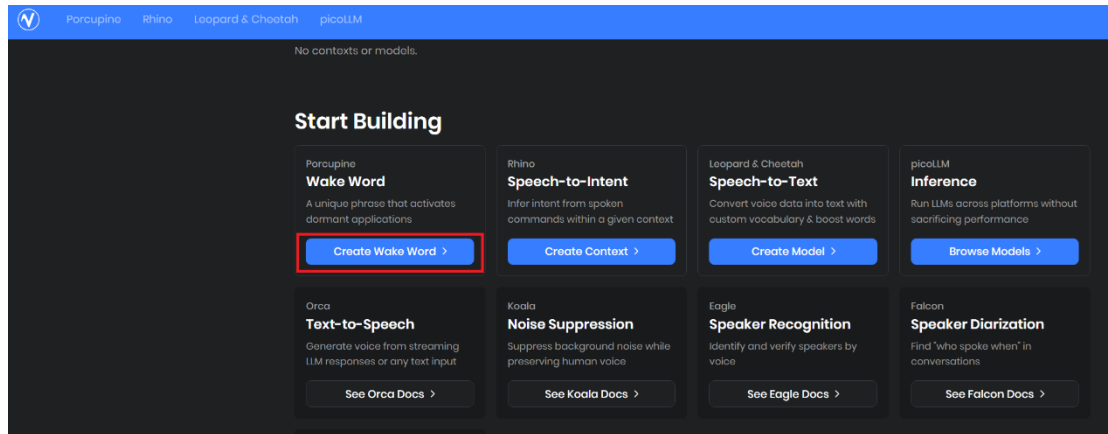 Porcupine Rhino Leopard & Cheetah picoLLM
No contexts or models.
Start Building
Porcupine
Wake Word
A unique phrase that activates
dormant applications
Create Wake Word >
Rhino
Speech-to-Intent
Infer intent from spoken
commands within a given context
Create Context >
Leopard & Cheetah
Speech-to-Text
Convert voice data into text with
custom vocabulary & boost words
Create Model >
picoLLM
Inference
Run LLMs across platforms without
sacrificing performance
Browse Models >
Orca
Text-to-Speech
Generate voice from streaming
LLM responses or any text input
See Orca Docs >
Koala
Noise Suppression
Suppress background noise while
preserving human voice
See Koala Docs >
Eagle
Speaker Recognition
Identify and verify speakers by
voice
See Eagle Docs >
Falcon
Speaker Diarization
Find "who spoke when" in
conversations
See Falcon Docs >